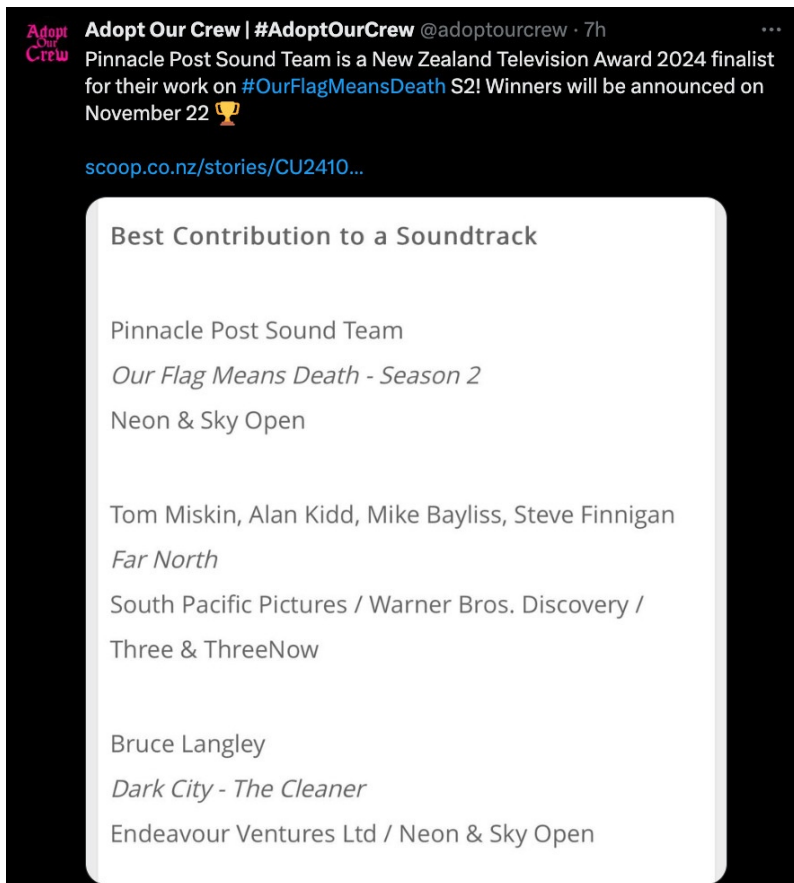 Adopt Our Crew
Adopt Our Crew | #AdoptOurCrew @adoptourcrew · 7h
Pinnacle Post Sound Team is a New Zealand Television Award 2024 finalist
for their work on #OurFlagMeansDeath S2! Winners will be announced on
November 22 🏆
scoop.co.nz/stories/CU2410...
Best Contribution to a Soundtrack
Pinnacle Post Sound Team
Our Flag Means Death - Season 2
Neon & Sky Open
Tom Miskin, Alan Kidd, Mike Bayliss, Steve Finnigan
Far North
South Pacific Pictures / Warner Bros. Discovery /
Three & ThreeNow
Bruce Langley
Dark City - The Cleaner
Endeavour Ventures Ltd / Neon & Sky Open